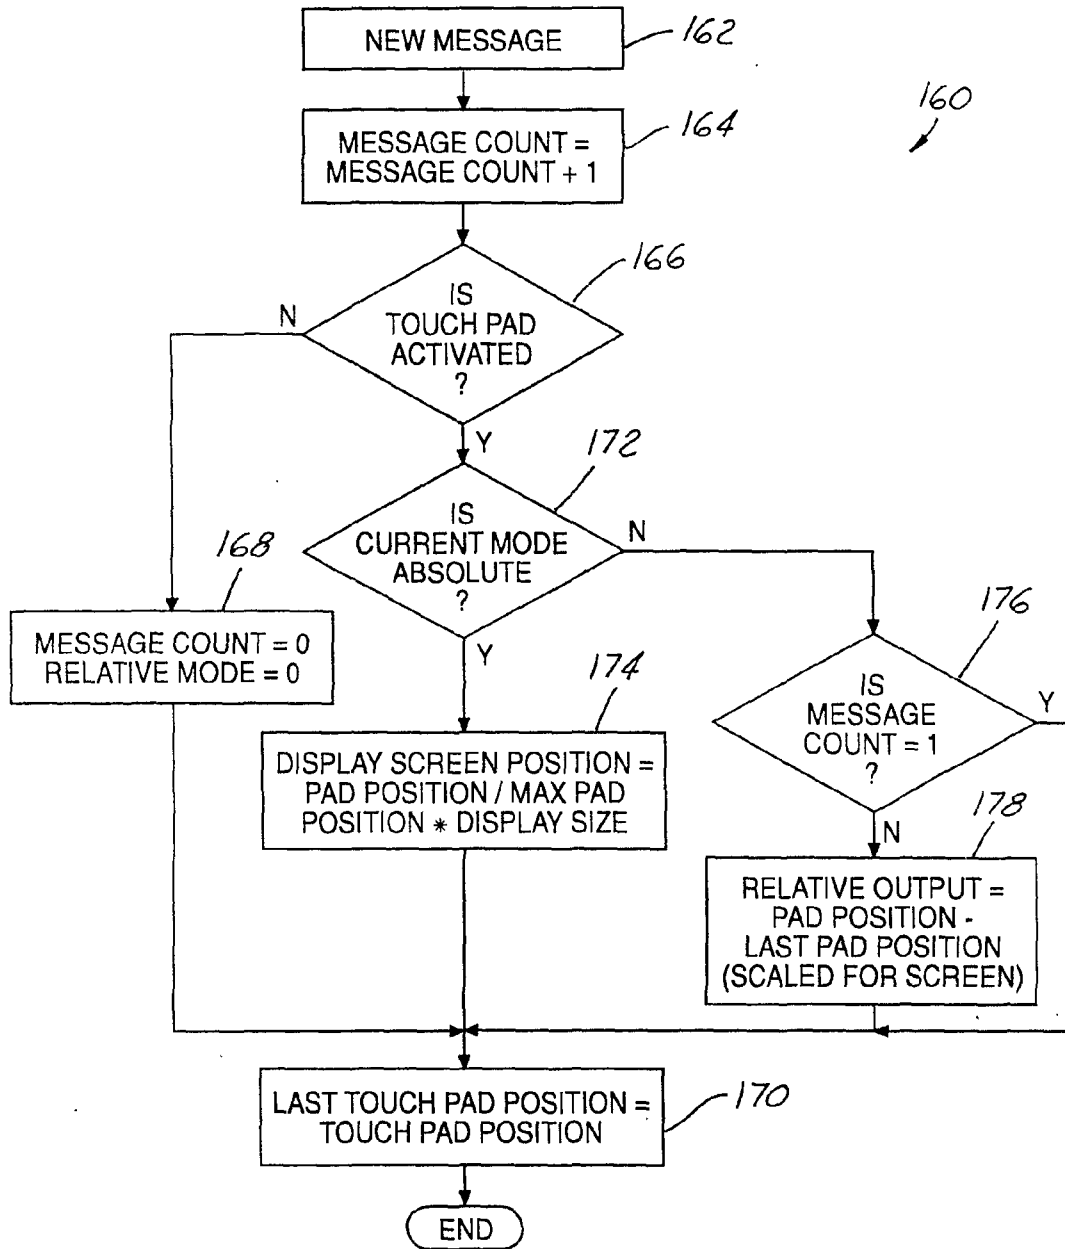 NEW MESSAGE
162
160
MESSAGE COUNT =
MESSAGE COUNT + 1
164
IS
TOUCH PAD
ACTIVATED
?
166
N
Y
172
IS
CURRENT MODE
ABSOLUTE
?
N
Y
168
MESSAGE COUNT = 0
RELATIVE MODE = 0
176
IS
MESSAGE
COUNT = 1
?
Y
N
174
DISPLAY SCREEN POSITION =
PAD POSITION / MAX PAD
POSITION * DISPLAY SIZE
178
RELATIVE OUTPUT =
PAD POSITION -
LAST PAD POSITION
(SCALED FOR SCREEN)
LAST TOUCH PAD POSITION =
TOUCH PAD POSITION
170
END